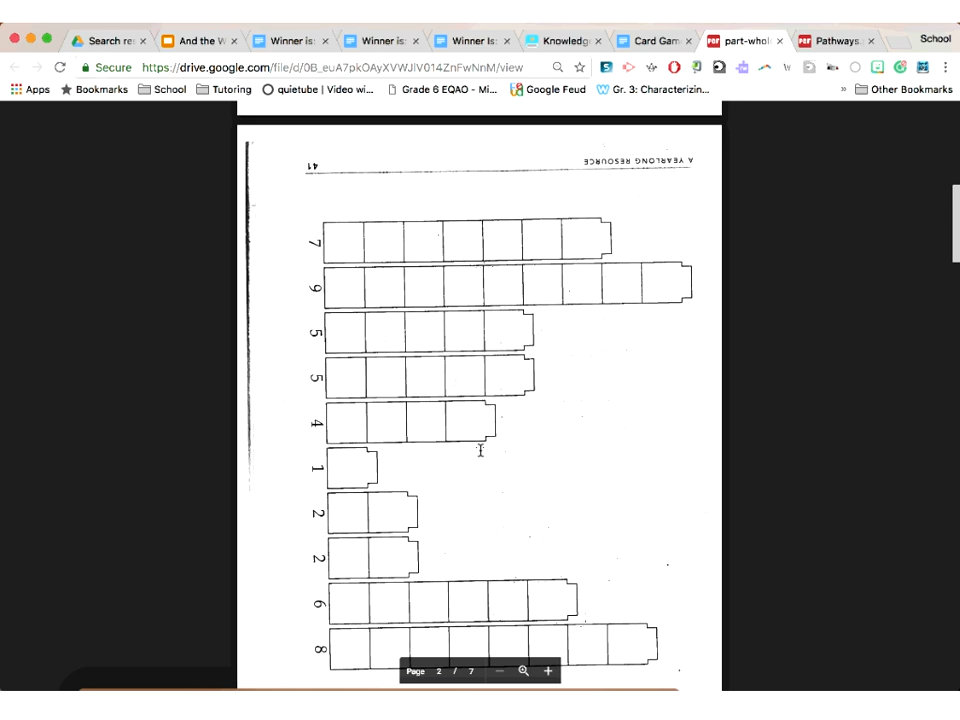 Search re: And the W Winner is: Winner is: Winner Is: Knowledg Card Gam part-whol Pathways. School
Secure https://drive.google.com/file/d/0B_euA7pkOAyXVWJlV014ZnFwNnM/view
Apps Bookmarks School Tutoring quietube | Video wi... Grade 6 EQAO - Mi... Google Feud Gr. 3: Characterizin... » Other Bookmarks
41 A YEARLONG RESOURCE
7
9
5
5
4
1
2
2
6
8
Page 2 / 7